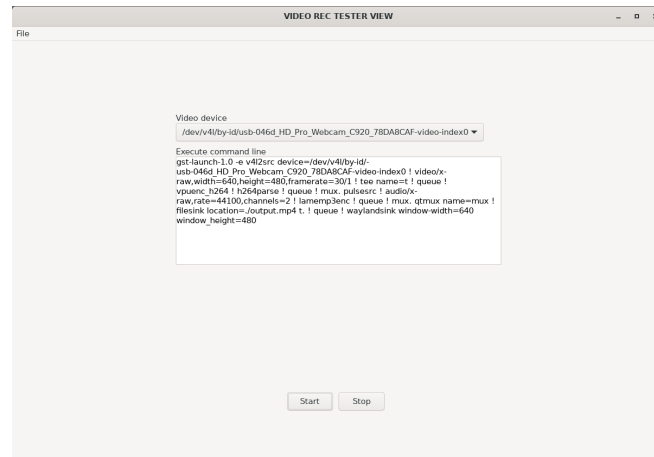 VIDEO REC TESTER VIEW
File
Video device
/dev/v4l/by-id/usb-046d_HD_Pro_Webcam_C920_78DA8CAF-video-index0
Execute command line
gst-launch-1.0 -e v4l2src device=/dev/v4l/by-id/-
usb-046d_HD_Pro_Webcam_C920_78DA8CAF-video-index0 ! video/x-
raw,width=640,height=480,framerate=30/1 ! tee name=t ! queue !
vpuenc_h264 ! h264parse ! queue ! mux. pulsesrc ! audio/x-
raw,rate=44100,channels=2 ! lamemp3enc ! queue ! mux. qtmux name=mux !
filesink location=./output.mp4 t. ! queue ! waylandsink window-width=640
window_height=480
Start Stop